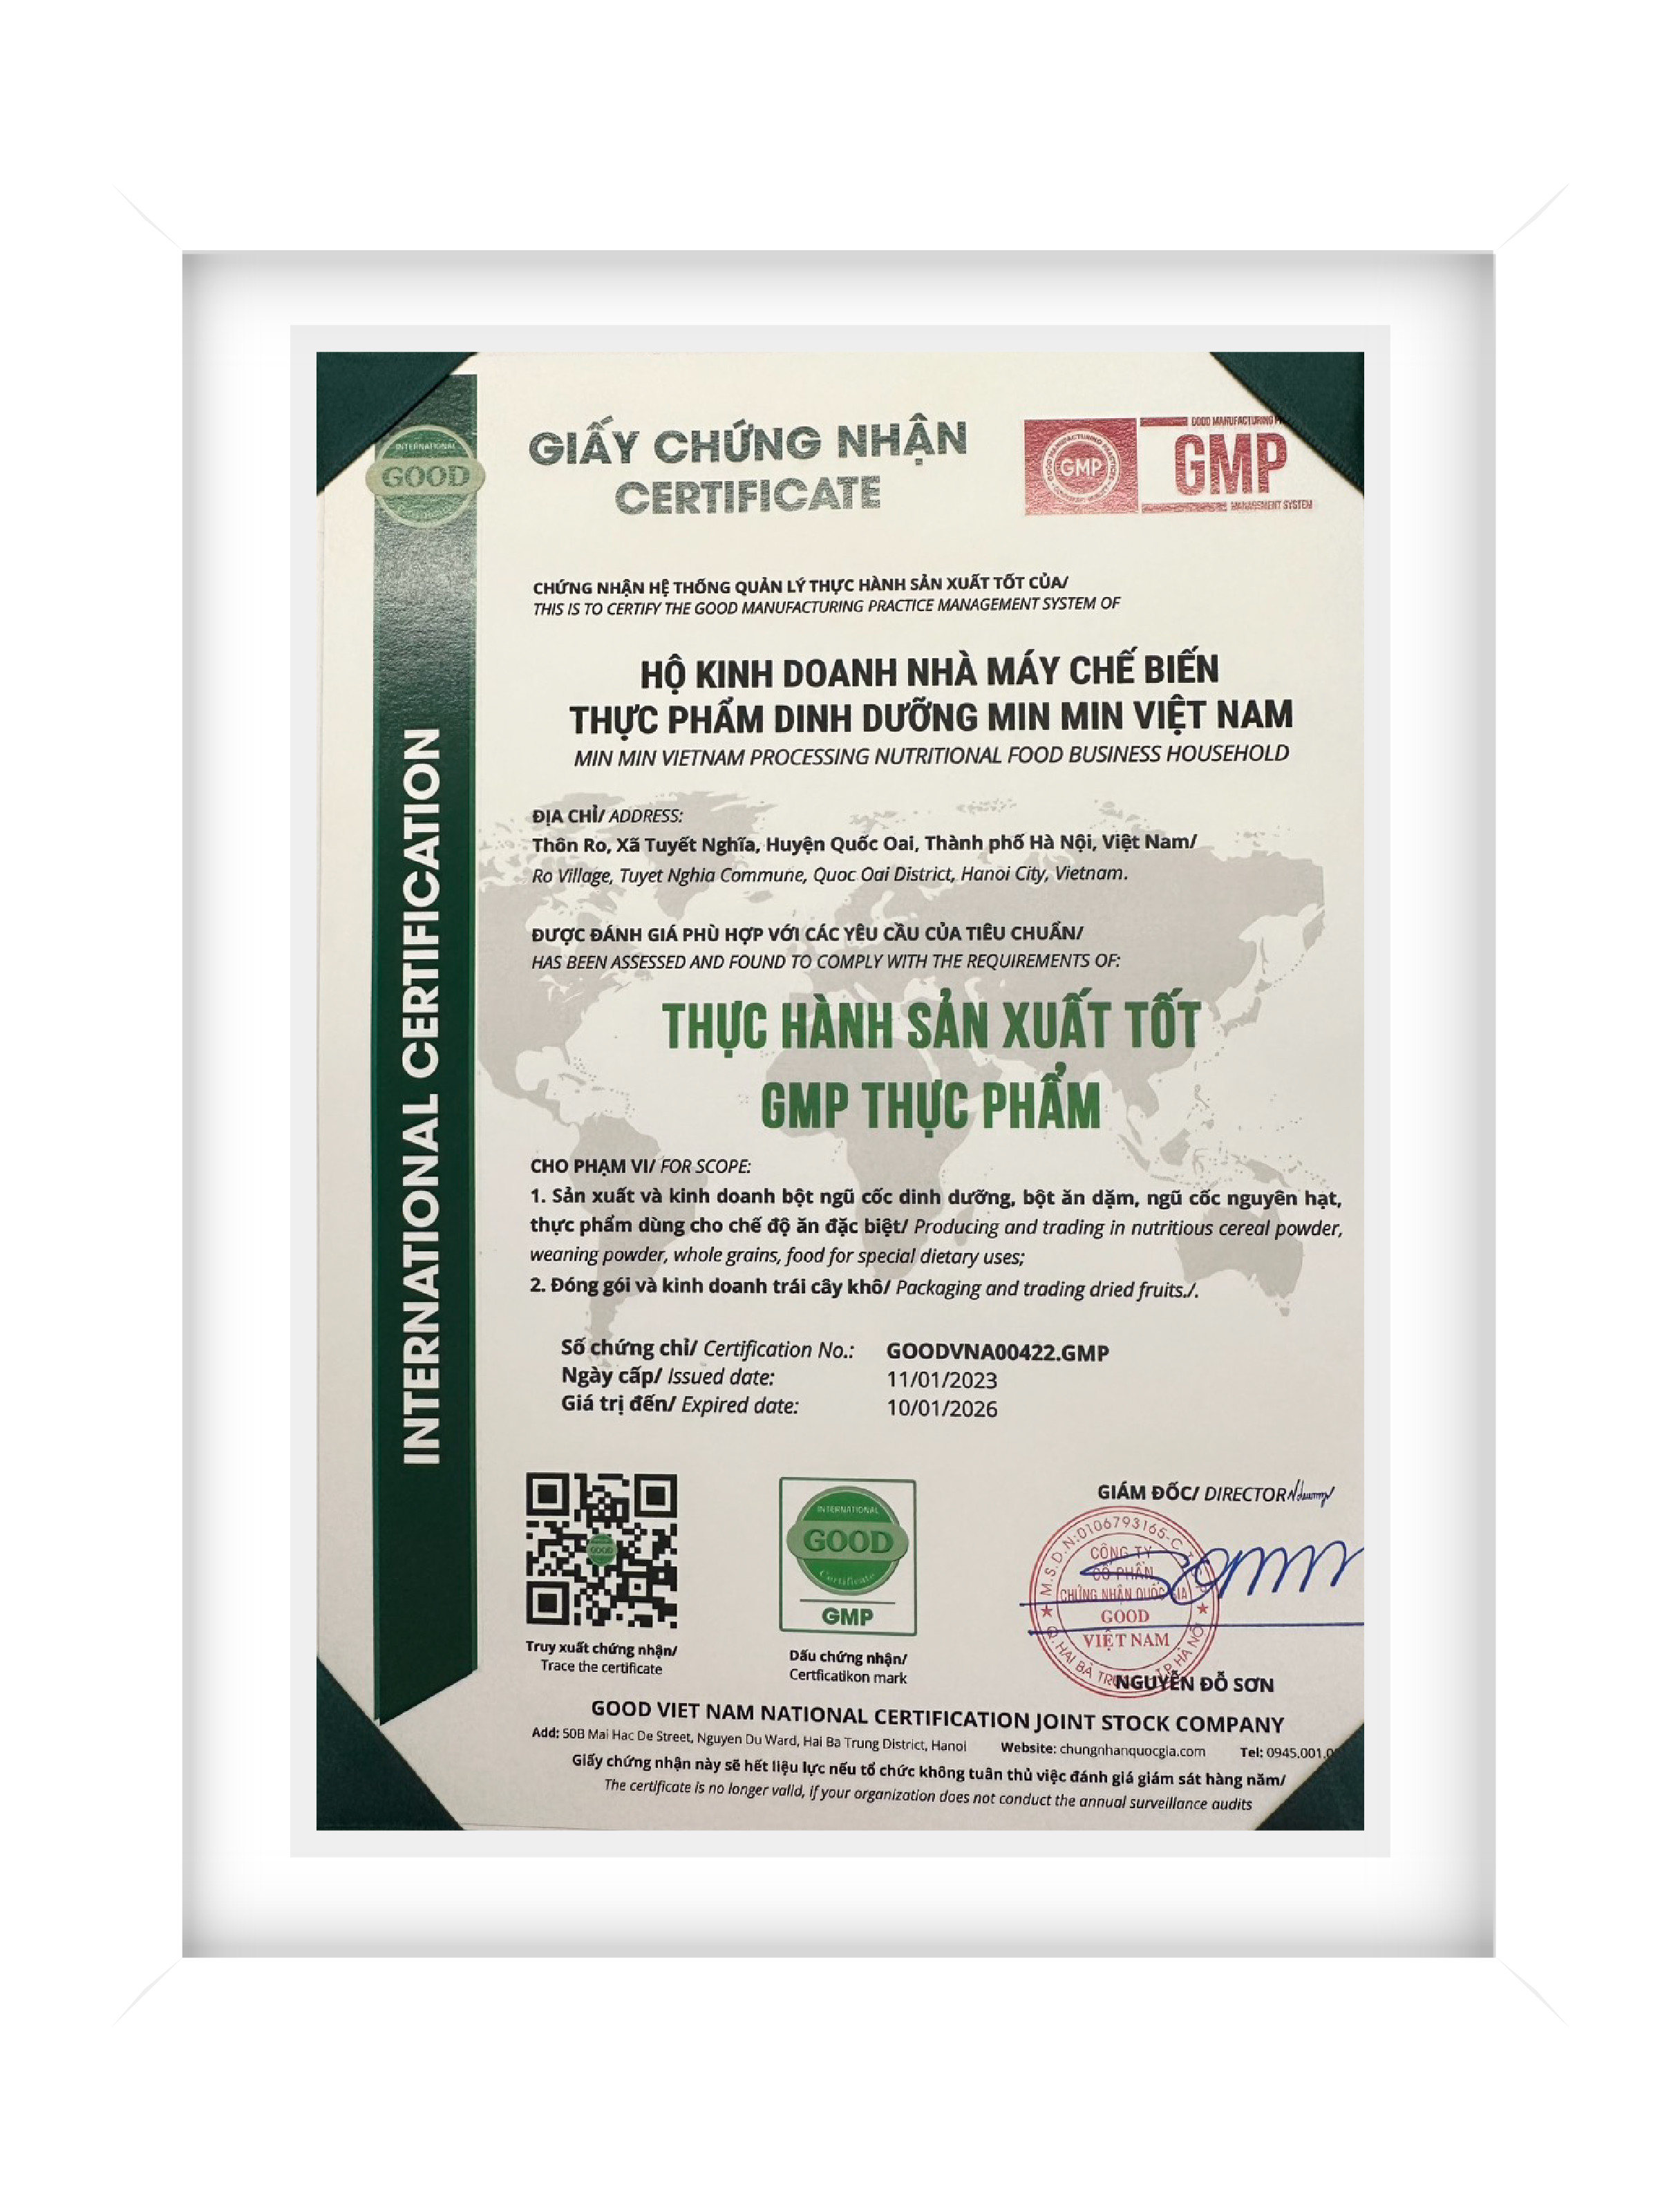 INTERNATIONAL
GOOD
GIẤY CHỨNG NHẬN
CERTIFICATE
GMP
GOOD MANUFACTURING
GMP
MANAGSMENT SYSTEM
INTERNATIONAL CERTIFICATION
CHỨNG NHẬN HỆ THỐNG QUẢN LÝ THỰC HÀNH SẢN XUẤT TỐT CỦA/
THIS IS TO CERTIFY THE GOOD MANUFACTURING PRACTICE MANAGEMENT SYSTEM OF
HỘ KINH DOANH NHÀ MÁY CHẾ BIẾN
THỰC PHẨM DINH DƯỠNG MIN MIN VIỆT NAM
MIN MIN VIETNAM PROCESSING NUTRITIONAL FOOD BUSINESS HOUSEHOLD
ĐỊA CHỈ/ ADDRESS:
Thôn Ro, Xã Tuyết Nghĩa, Huyện Quốc Oai, Thành phố Hà Nội, Việt Nam/
Ro Village, Tuyet Nghia Commune, Quoc Oai District, Hanoi City, Vietnam.
ĐƯỢC ĐÁNH GIÁ PHÙ HỢP VỚI CÁC YÊU CẦU CỦA TIÊU CHUẨN/
HAS BEEN ASSESSED AND FOUND TO COMPLY WITH THE REQUIREMENTS OF:
THỰC HÀNH SẢN XUẤT TỐT
GMP THỰC PHẨM
CHO PHẠM VI/ FOR SCOPE:
1. Sản xuất và kinh doanh bột ngũ cốc dinh dưỡng, bột ăn dặm, ngũ cốc nguyên hạt,
thực phẩm dùng cho chế độ ăn đặc biệt/ Producing and trading in nutritious cereal powder,
weaning powder, whole grains, food for special dietary uses;
2. Đóng gói và kinh doanh trái cây khô/ Packaging and trading dried fruits./.
Số chứng chỉ/ Certification No.: GOODVNA00422.GMP
Ngày cấp/ Issued date: 11/01/2023
Giá trị đến/ Expired date: 10/01/2026
GOOD
Truy xuất chứng nhận/
Trace the certificate
INTERNATIONAL
GOOD
Certificate
GMP
Dấu chứng nhận/
Certficatikon mark
GIÁM ĐỐC/ DIRECTOR
M.S.D.N:0106793165-C.T.C.P
CÔNG TY
CỔ PHẦN
CHỨNG NHẬN QUỐC GIA
GOOD
VIỆT NAM
NGUYỄN ĐỖ SƠN
GOOD VIET NAM NATIONAL CERTIFICATION JOINT STOCK COMPANY
Add: 50B Mai Hac De Street, Nguyen Du Ward, Hai Ba Trung District, Hanoi Website: chungnhanquocgia.com Tel: 0945.001.0
Giấy chứng nhận này sẽ hết liệu lực nếu tổ chức không tuân thủ việc đánh giá giám sát hàng năm/
The certificate is no longer valid, if your organization does not conduct the annual surveillance audits